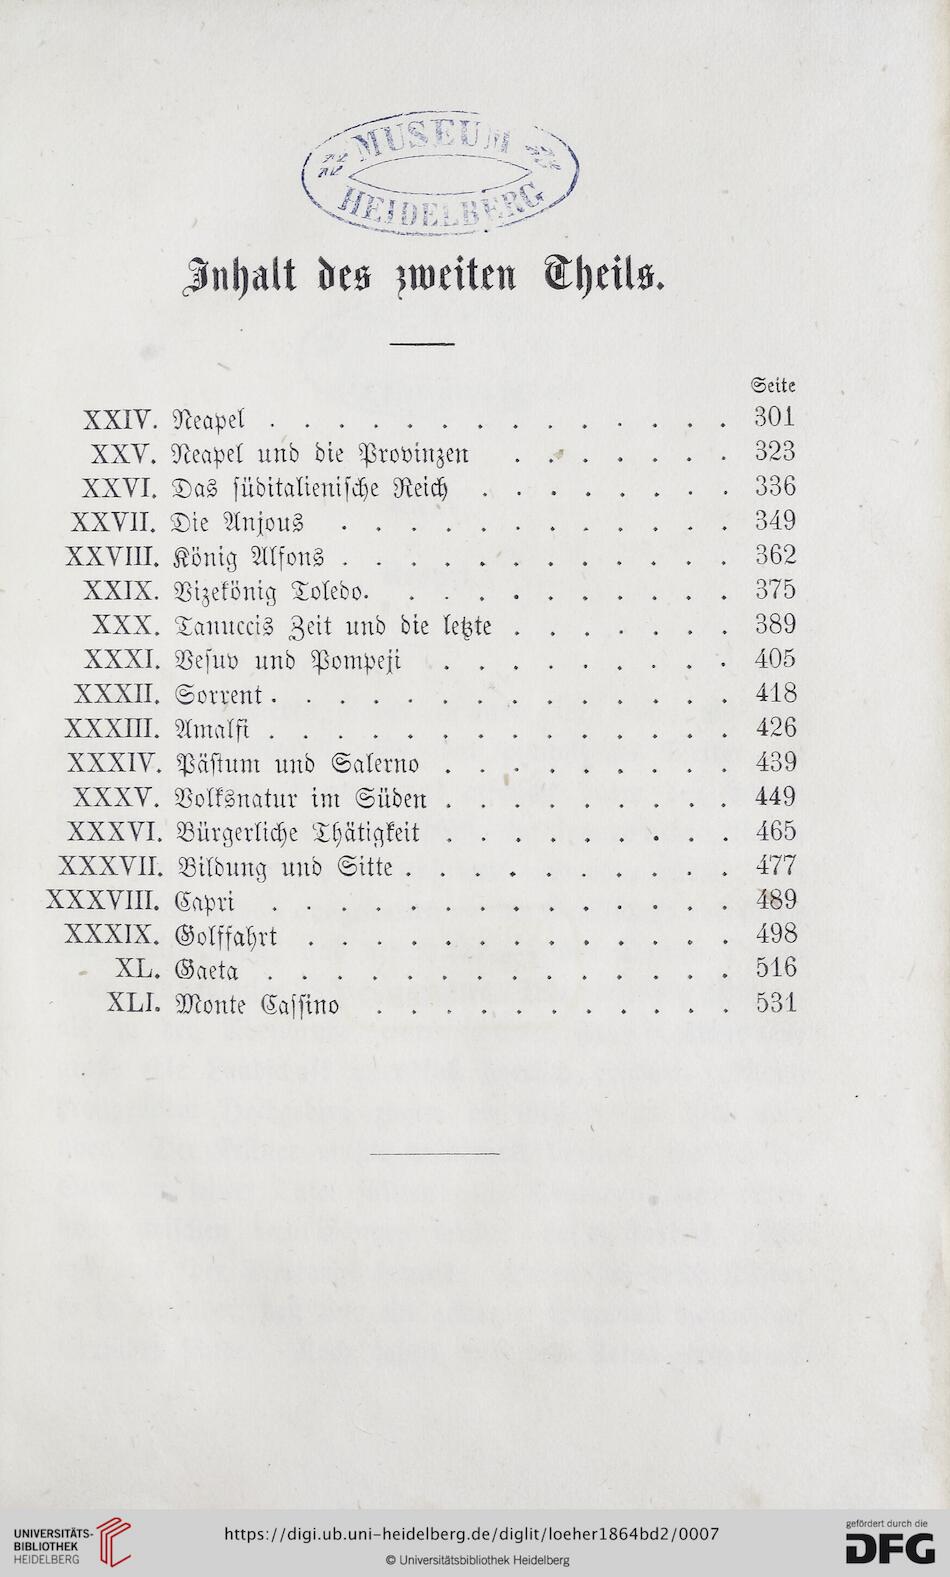 MUSEUM
HEIDELBERG
Inhalt des zweiten Theils.
Seite
XXIV. Neapel . . . . . . . . . . . . . . 301
XXV. Neapel und die Provinzen . . . . . . . 323
XXVI. Das süditalienische Reich . . . . . . . . 336
XXVII. Die Anjous . . . . . . . . . . . . 349
XXVIII. König Alfons . . . . . . . . . . . . 362
XXIX. Vizekönig Toledo. . . . . . . . . . . 375
XXX. Tanuccis Zeit und die letzte . . . . . . . 389
XXXI. Vesuv und Pompeji . . . . . . . . . 405
XXXII. Sorrent . . . . . . . . . . . . . . 418
XXXIII. Amalfi . . . . . . . . . . . . . . 426
XXXIV. Pästum und Salerno . . . . . . . . . 439
XXXV. Volksnatur im Süden . . . . . . . . . 449
XXXVI. Bürgerliche Thätigkeit . . . . . . . . . 465
XXXVII. Bildung und Sitte . . . . . . . . . . 477
XXXVIII. Capri . . . . . . . . . . . . . . 489
XXXIX. Golffahrt . . . . . . . . . . . . . 498
XL. Gaeta . . . . . . . . . . . . . . 516
XLI. Monte Cassino . . . . . . . . . . . 531
UNIVERSITÄTS-
BIBLIOTHEK
HEIDELBERG
https://digi.ub.uni-heidelberg.de/diglit/loeher1864bd2/0007
© Universitätsbibliothek Heidelberg
gefördert durch die
DFG